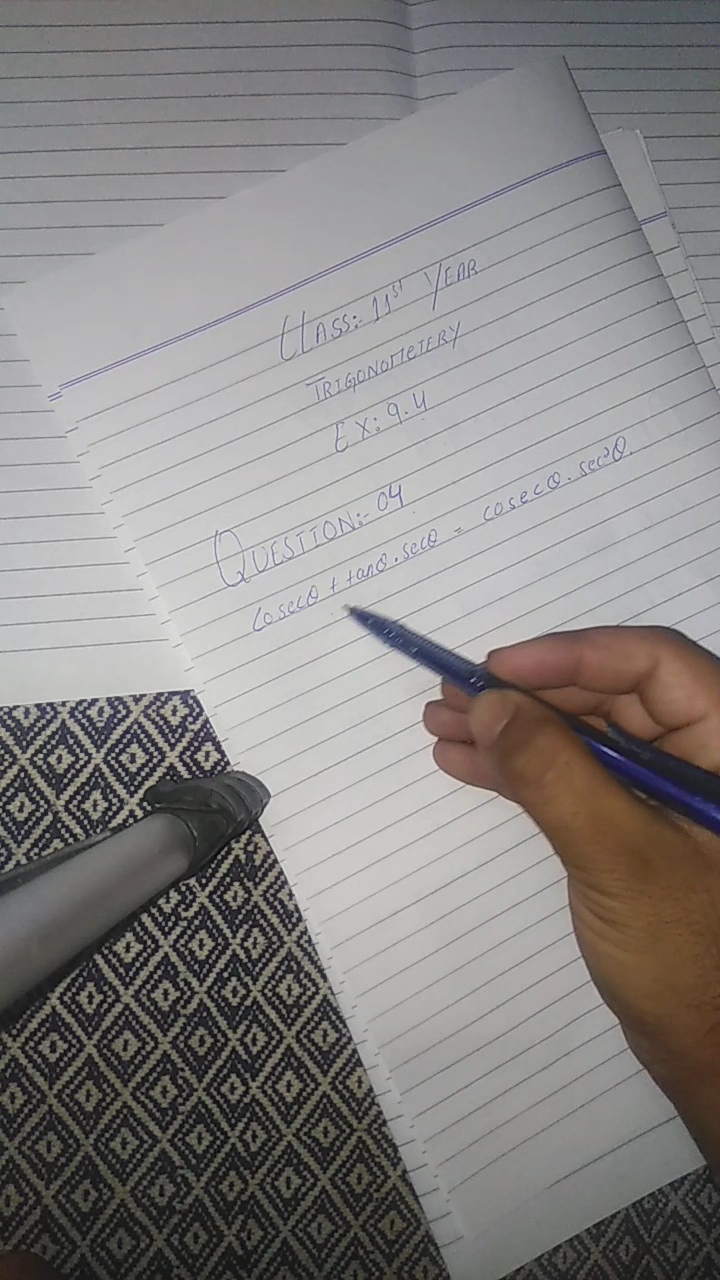 CLASS:- 11st YEAR
TRIGONOMETERY
EX: 9.4
QUESTION:- 04
cosecθ + tanθ.secθ = cosecθ.sec²θ.